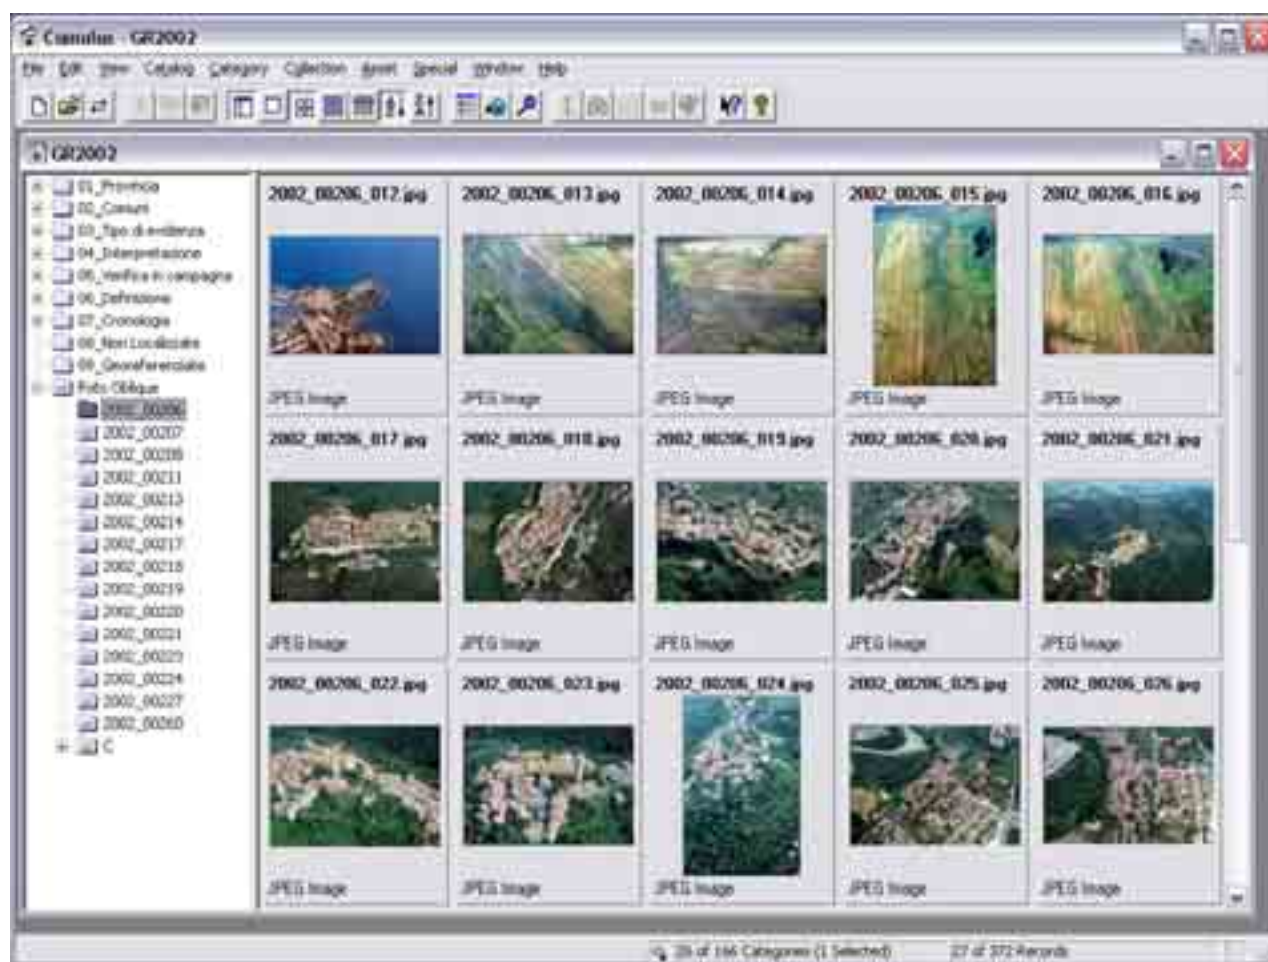 Cumulus - GR2002
File Edit View Catalog Category Collection Asset Special Window Help
GR2002
01_Provincia
02_Comuni
03_Tipo di evidenza
04_Interpretazione
05_Verifica in campagna
06_Definizione
07_Cronologia
08_Non Localizzate
09_Georeferenziate
Foto Oblique
2002_00206
2002_00207
2002_00208
2002_00211
2002_00213
2002_00214
2002_00217
2002_00218
2002_00219
2002_00220
2002_00221
2002_00223
2002_00224
2002_00227
2002_00260
C
2002_00206_012.jpg 2002_00206_013.jpg 2002_00206_014.jpg 2002_00206_015.jpg 2002_00206_016.jpg
JPEG Image JPEG Image JPEG Image JPEG Image JPEG Image
2002_00206_017.jpg 2002_00206_018.jpg 2002_00206_019.jpg 2002_00206_020.jpg 2002_00206_021.jpg
JPEG Image JPEG Image JPEG Image JPEG Image JPEG Image
2002_00206_022.jpg 2002_00206_023.jpg 2002_00206_024.jpg 2002_00206_025.jpg 2002_00206_026.jpg
JPEG Image JPEG Image JPEG Image JPEG Image JPEG Image
of 166 Categories (1 Selected) 27 of 372 Records